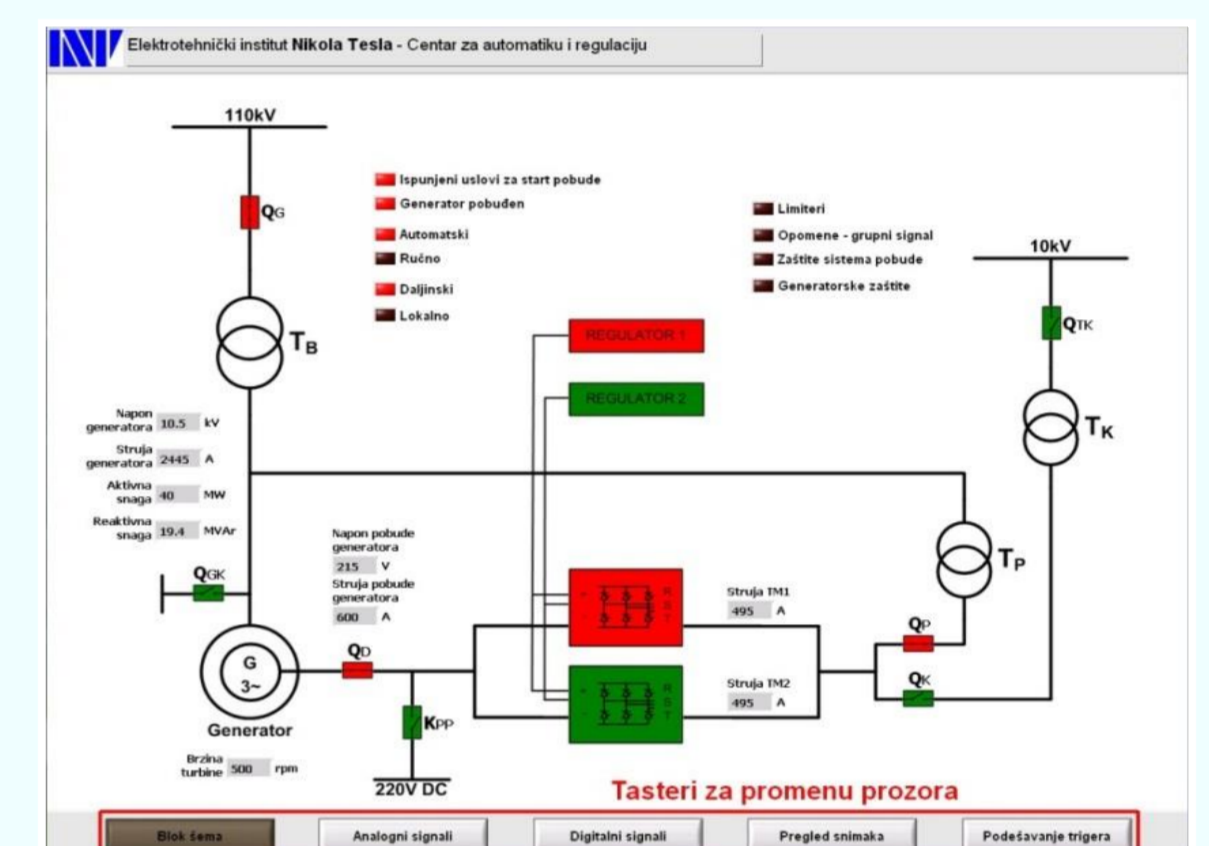 Elektrotehnički institut Nikola Tesla - Centar za automatiku i regulaciju
110kV
QG
Ispunjeni uslovi za start pobude
Generator pobuđen
Automatski
Ručno
Daljinski
Lokalno
Limiteri
Opomene - grupni signal
Zaštite sistema pobude
Generatorske zaštite
10kV
QTK
TB
REGULATOR 1
REGULATOR 2
TK
Napon
generatora 10.5 kV
Struja
generatora 2445 A
Aktivna
snaga 40 MW
Reaktivna
snaga 19.4 MVAr
QGK
Napon pobude
generatora
215 V
Struja pobude
generatora
600 A
TP
+ R
S
- T
Struja TM1
495 A
QP
QD
G
3~
Generator
KPP
+ R
S
- T
Struja TM2
495 A
QK
Brzina
turbine 500 rpm
220V DC
Tasteri za promenu prozora
Blok šema
Analogni signali
Digitalni signali
Pregled snimaka
Podešavanje trigera